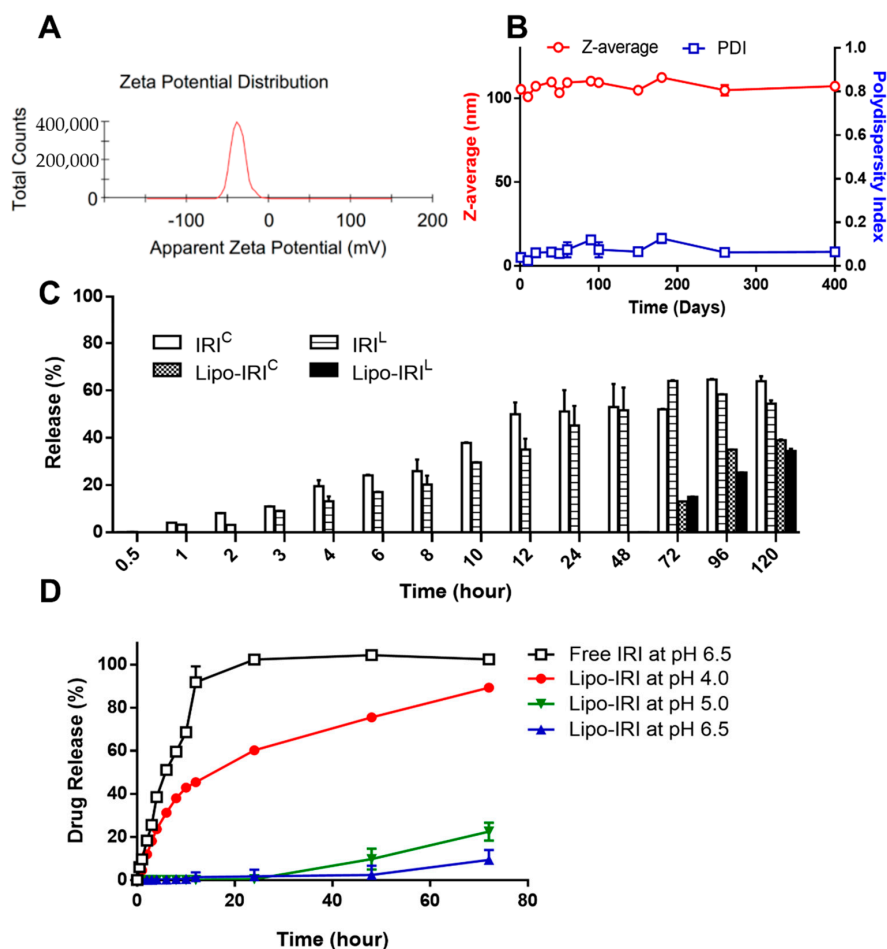 A
Zeta Potential Distribution
Total Counts
400,000
200,000
0
-100
0
100
200
Apparent Zeta Potential (mV)
B
Z-average
PDI
Z-average (nm)
100
50
0
1.0
0.8
0.6
0.4
0.2
0.0
Polydispersity Index
0
100
200
300
400
Time (Days)
C
Release (%)
100
80
60
40
20
0
IRI^C
IRI^L
Lipo-IRI^C
Lipo-IRI^L
0.5
1
2
3
4
6
8
10
12
24
48
72
96
120
Time (hour)
D
Drug Release (%)
100
80
60
40
20
0
0
20
40
60
80
Time (hour)
Free IRI at pH 6.5
Lipo-IRI at pH 4.0
Lipo-IRI at pH 5.0
Lipo-IRI at pH 6.5